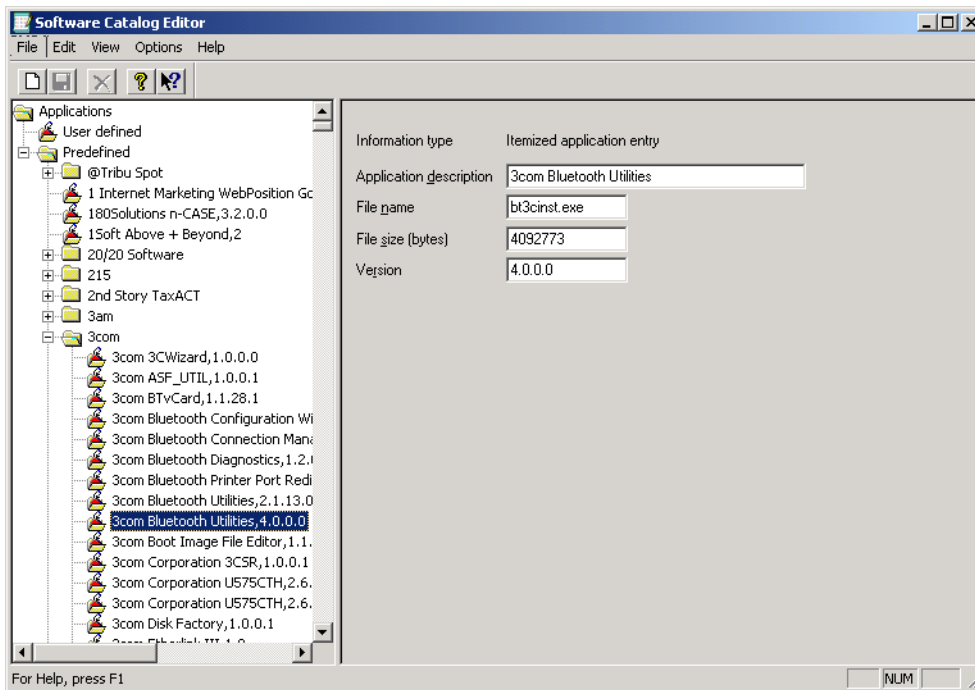 Software Catalog Editor
File Edit View Options Help
Applications
User defined
Predefined
@Tribu Spot
1 Internet Marketing WebPosition Go
180Solutions n-CASE,3.2.0.0
1Soft Above + Beyond,2
20/20 Software
215
2nd Story TaxACT
3am
3com
3com 3CWizard,1.0.0.0
3com ASF_UTIL,1.0.0.1
3com BTvCard,1.1.28.1
3com Bluetooth Configuration Wi
3com Bluetooth Connection Mana
3com Bluetooth Diagnostics,1.2.
3com Bluetooth Printer Port Redi
3com Bluetooth Utilities,2.1.13.0
3com Bluetooth Utilities,4.0.0.0
3com Boot Image File Editor,1.1.
3com Corporation 3CSR,1.0.0.1
3com Corporation U575CTH,2.6.
3com Corporation U575CTH,2.6.
3com Disk Factory,1.0.0.1
Information type Itemized application entry
Application description 3com Bluetooth Utilities
File name bt3cinst.exe
File size (bytes) 4092773
Version 4.0.0.0
For Help, press F1
NUM